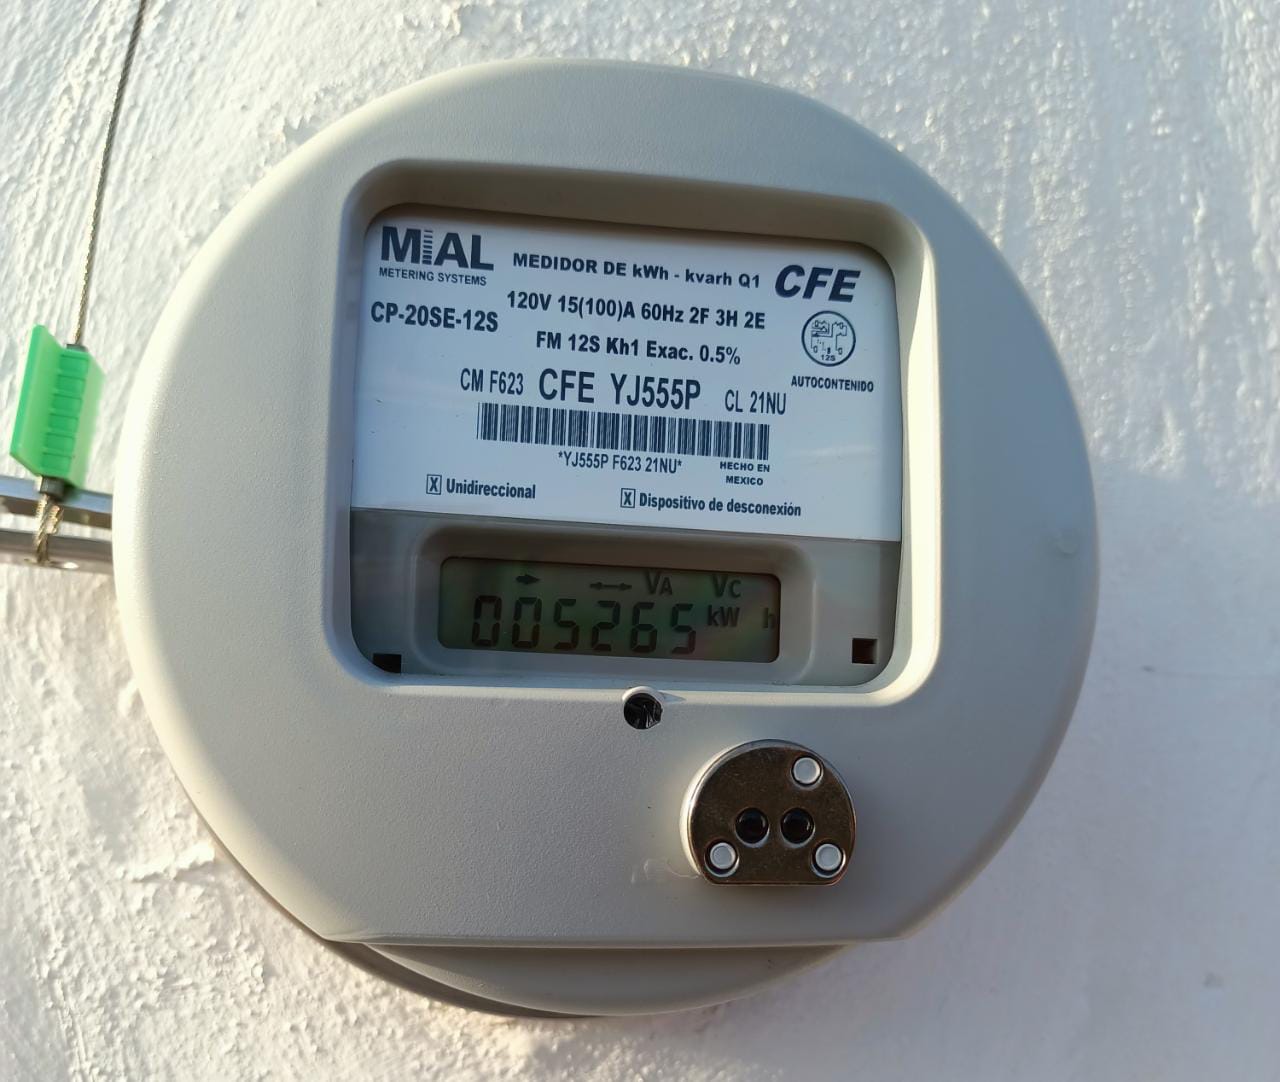 MIAL
METERING SYSTEMS
MEDIDOR DE kWh - kvarh Q1
CFE
CP-20SE-12S
120V 15(100)A 60Hz 2F 3H 2E
FM 12S Kh1 Exac. 0.5%
12S
AUTOCONTENIDO
CM F623 CFE YJ555P CL 21NU
*YJ555P F623 21NU*
HECHO EN
MEXICO
X Unidireccional
X Dispositivo de desconexión
VA VC
005265 kW h